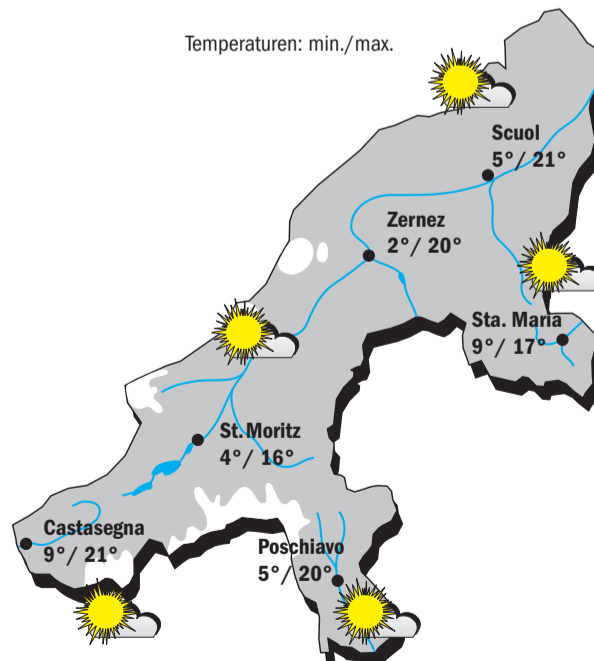 Temperaturen: min./max.
Scuol
5°/ 21°
Zernez
2°/ 20°
Sta. Maria
9°/ 17°
St. Moritz
4°/ 16°
Castasegna
9°/ 21°
Poschiavo
5°/ 20°